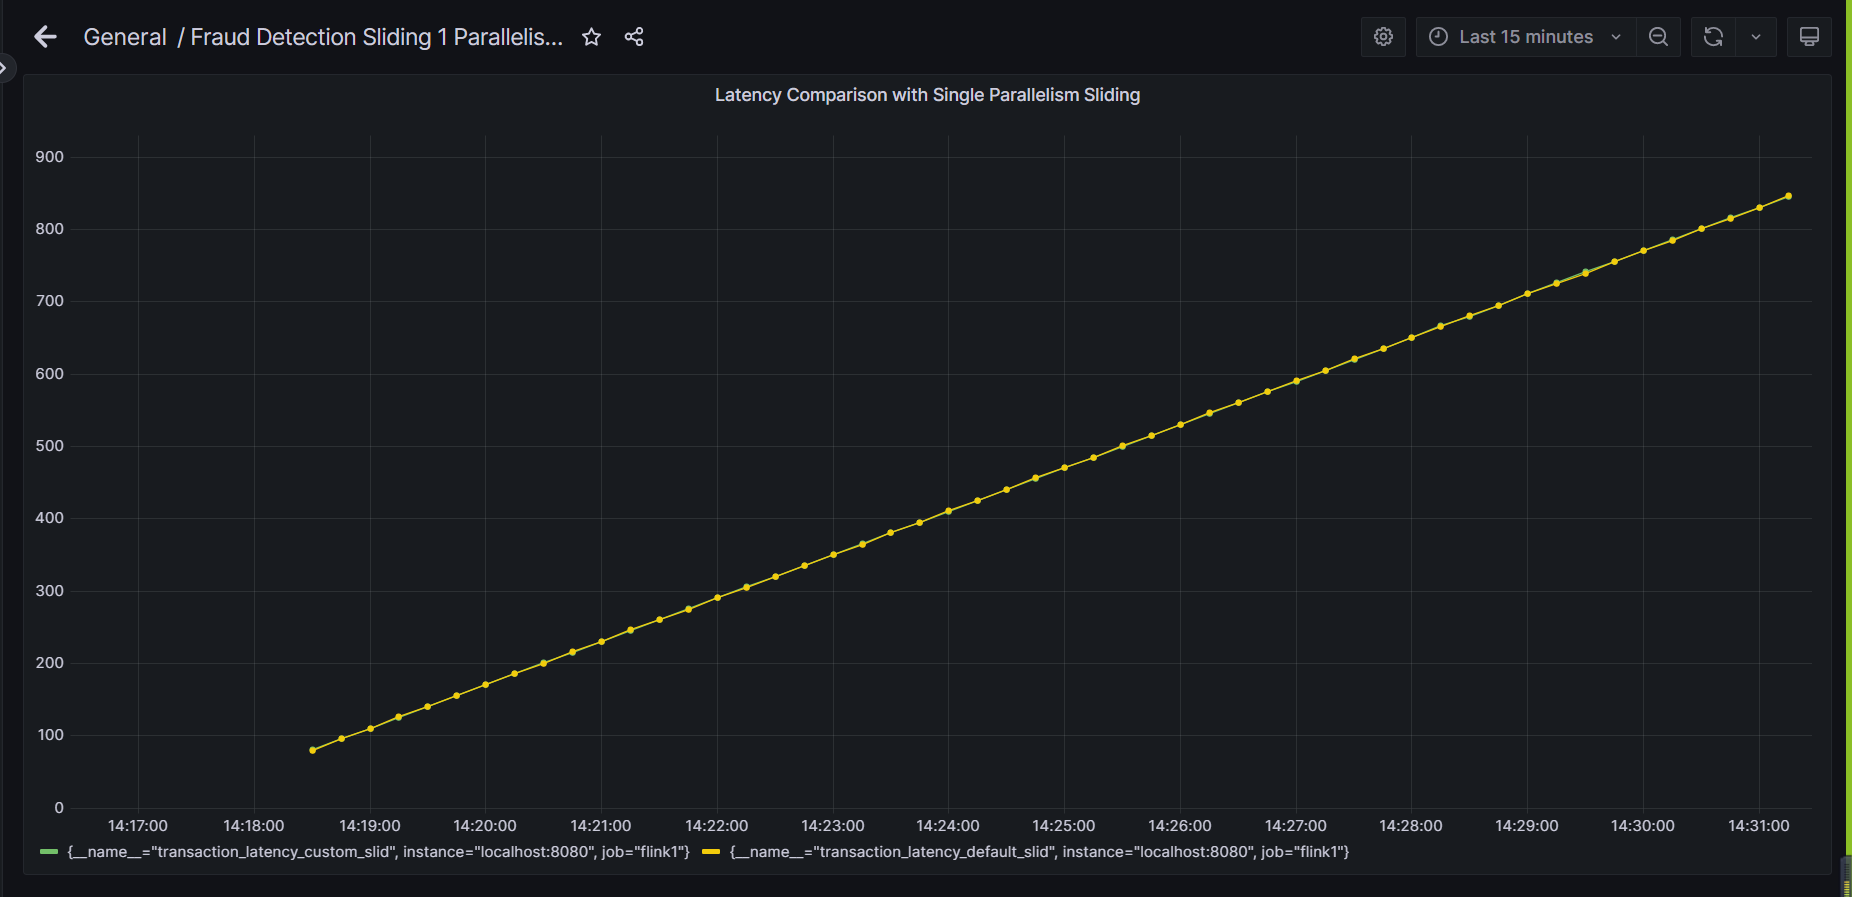 General / Fraud Detection Sliding 1 Parallelis...
Last 15 minutes
Latency Comparison with Single Parallelism Sliding
900
800
700
600
500
400
300
200
100
0
14:17:00 14:18:00 14:19:00 14:20:00 14:21:00 14:22:00 14:23:00 14:24:00 14:25:00 14:26:00 14:27:00 14:28:00 14:29:00 14:30:00 14:31:00
{__name__="transaction_latency_custom_slid", instance="localhost:8080", job="flink1"} {__name__="transaction_latency_default_slid", instance="localhost:8080", job="flink1"}